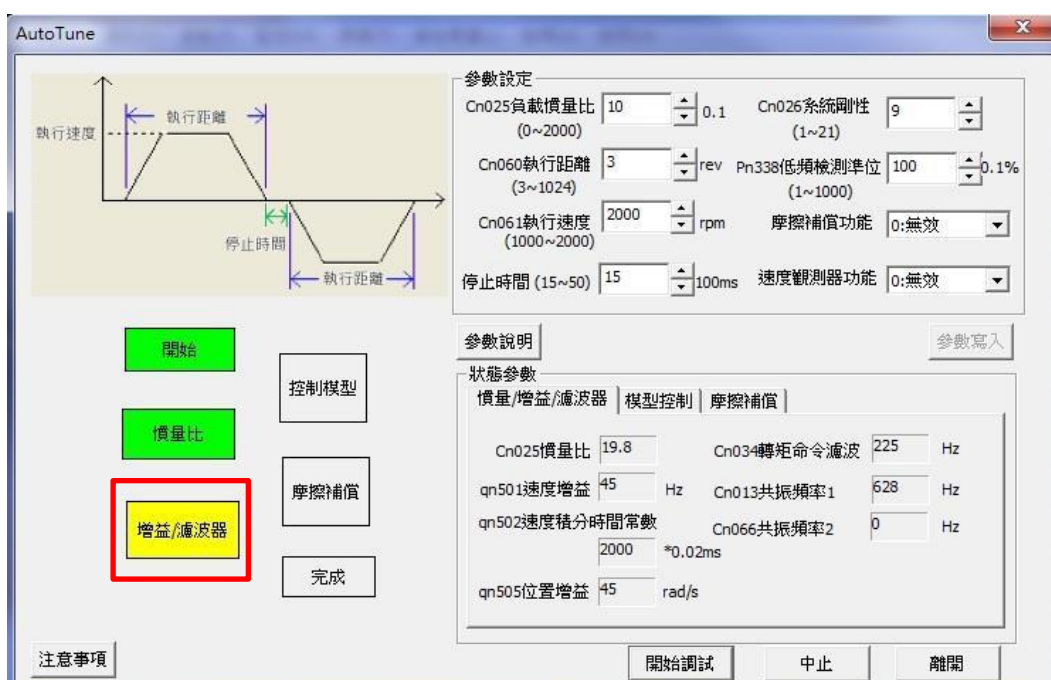 AutoTune
X
執行距離
執行速度
停止時間
執行距離
參數設定
Cn025負載慣量比 10 0.1 Cn026系統剛性 9
(0~2000) (1~21)
Cn060執行距離 3 rev Pn338低頻檢測準位 100 0.1%
(3~1024) (1~1000)
Cn061執行速度 2000 rpm 摩擦補償功能 0:無效
(1000~2000)
停止時間 (15~50) 15 100ms 速度觀測器功能 0:無效
開始
慣量比
增益/濾波器
控制模型
摩擦補償
完成
參數說明 參數寫入
狀態參數
慣量/增益/濾波器 模型控制 摩擦補償
Cn025慣量比 19.8 Cn034轉矩命令濾波 225 Hz
qn501速度增益 45 Hz Cn013共振頻率1 628 Hz
qn502速度積分時間常數 Cn066共振頻率2 0 Hz
2000 *0.02ms
qn505位置增益 45 rad/s
注意事項 開始調試 中止 離開